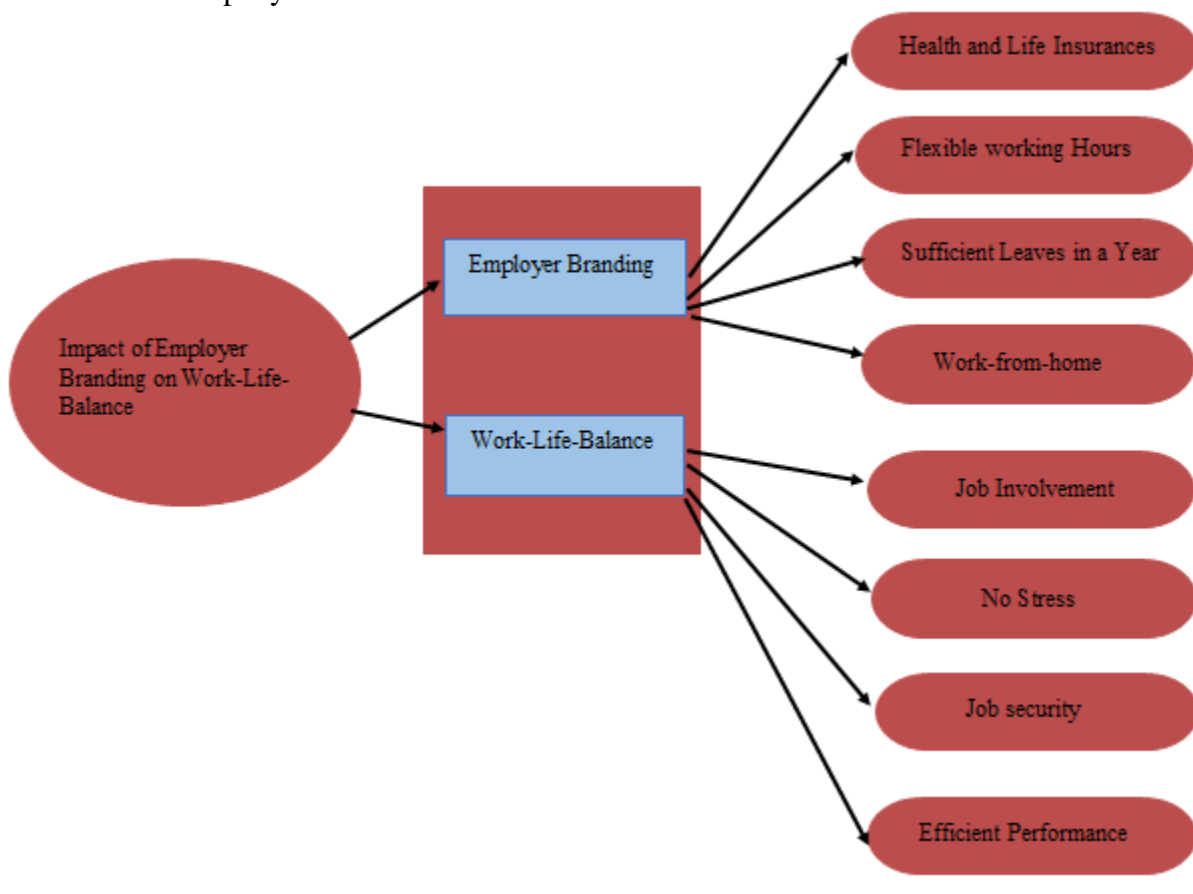 Health and Life Insurances
Flexible working Hours
Sufficient Leaves in a Year
Employer Branding
Impact of Employer
Branding on Work-Life-
Balance
Work-from-home
Work-Life-Balance
Job Involvement
No Stress
Job security
Efficient Performance